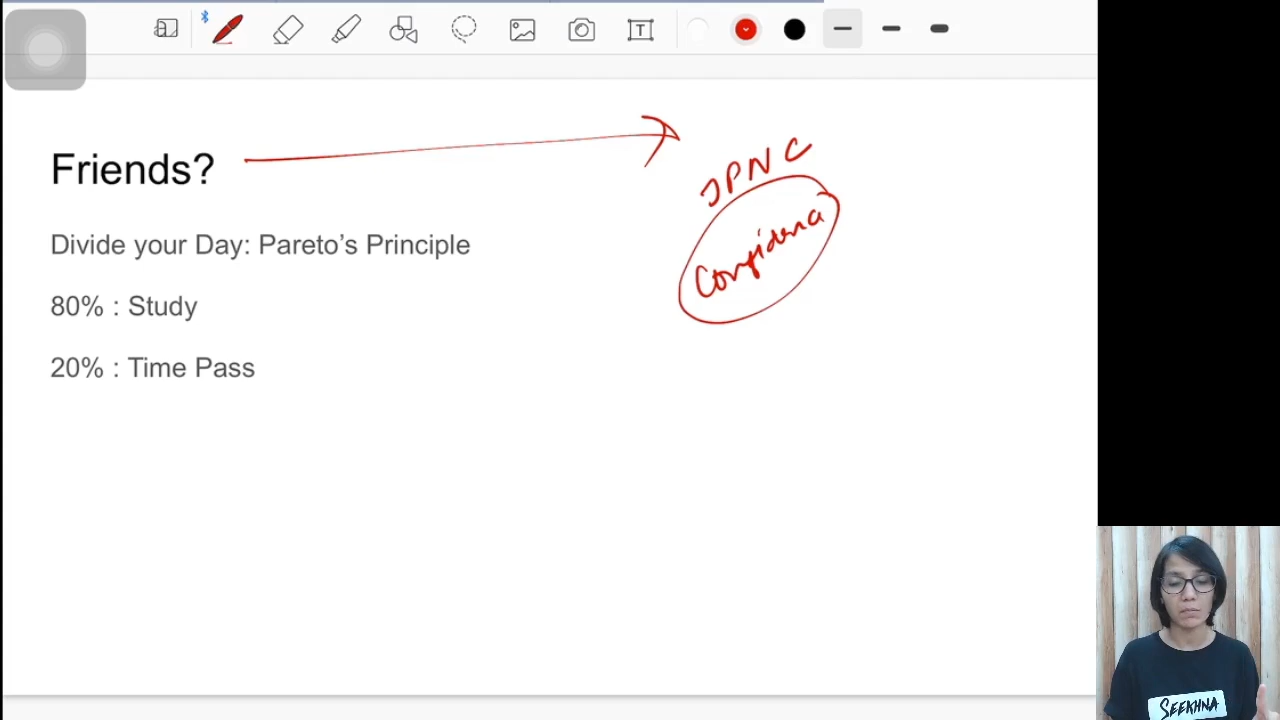 Friends?
JPNC
Confidence
Divide your Day: Pareto's Principle
80% : Study
20% : Time Pass
SEEKHNA